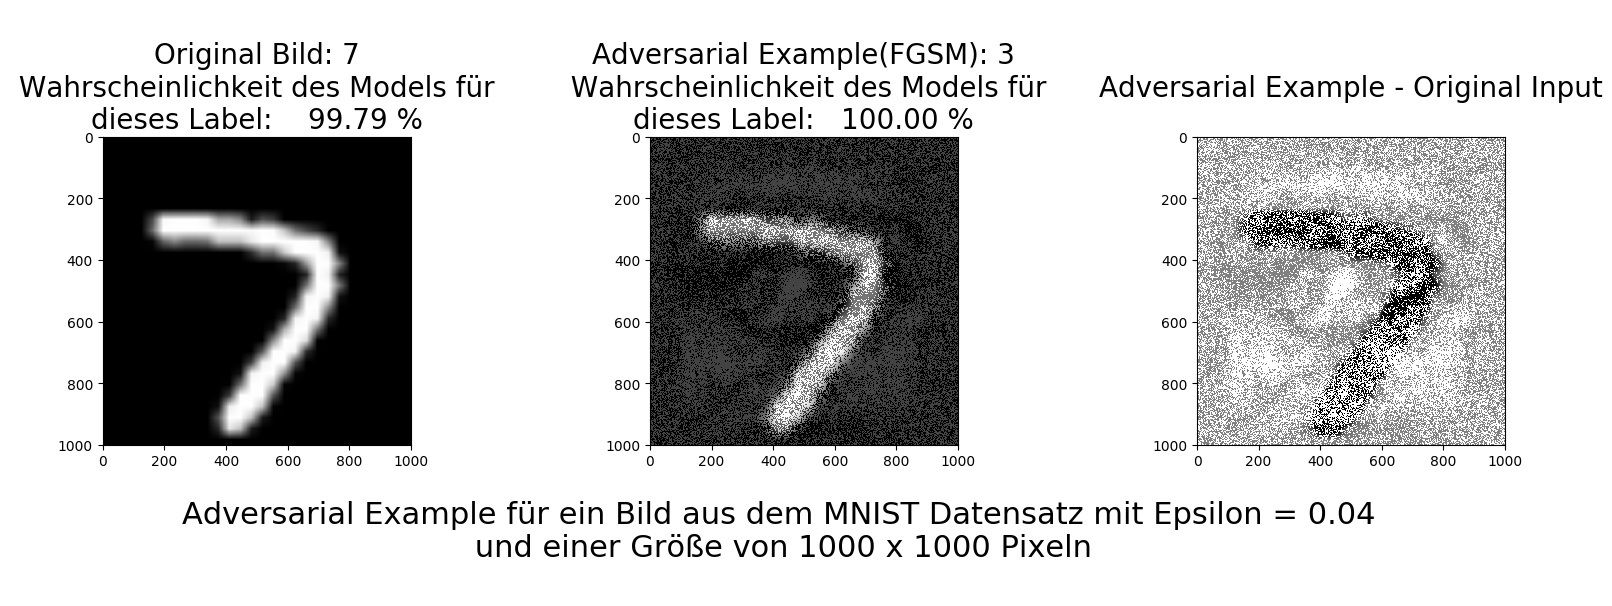 Original Bild: 7
Wahrscheinlichkeit des Models für
dieses Label: 99.79 %
Adversarial Example(FGSM): 3
Wahrscheinlichkeit des Models für
dieses Label: 100.00 %
Adversarial Example - Original Input
0
200
400
600
800
1000
0 200 400 600 800 1000
0
200
400
600
800
1000
0 200 400 600 800 1000
0
200
400
600
800
1000
0 200 400 600 800 1000
Adversarial Example für ein Bild aus dem MNIST Datensatz mit Epsilon = 0.04
und einer Größe von 1000 x 1000 Pixeln